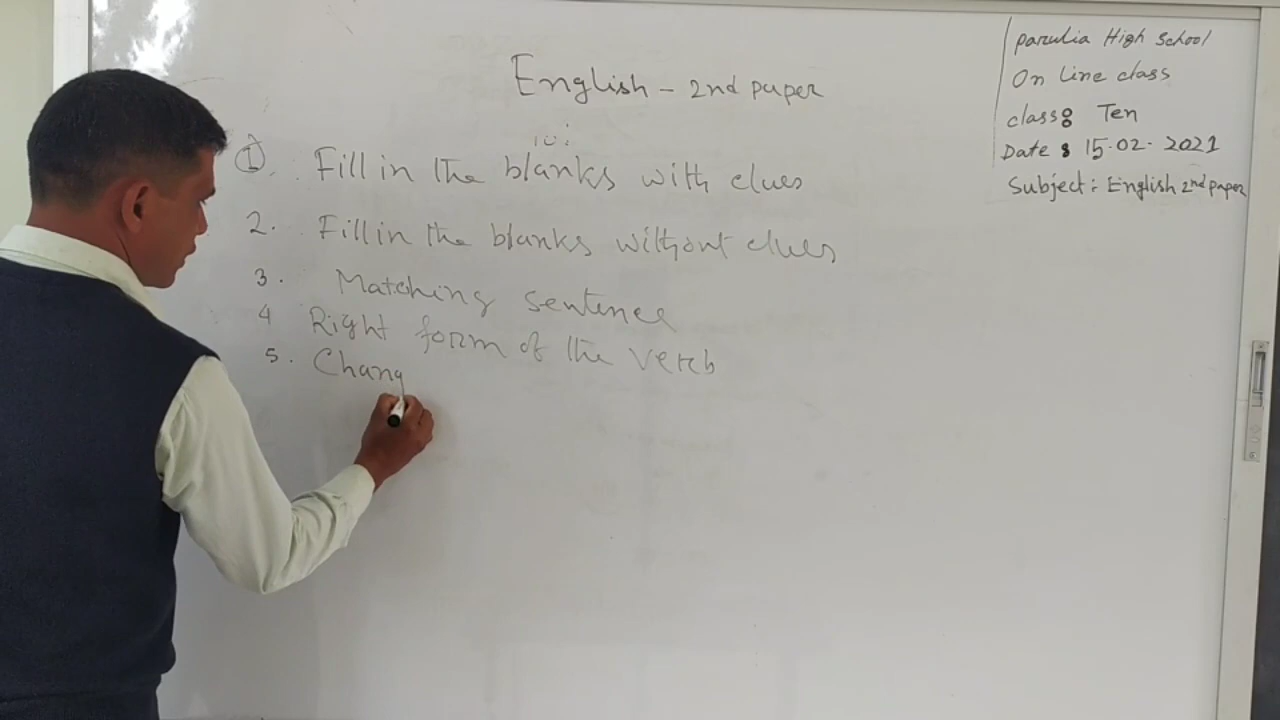 English - 2nd paper
1. Fill in the blanks with clues
2. Fill in the blanks without clues
3. Matching sentence
4 Right form of the verb
5. Chang
Parulia High School
On Line class
class: Ten
Date: 15.02.2021
Subject: English 2nd paper